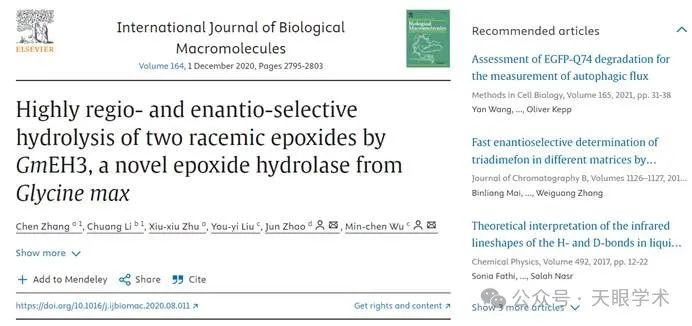 ELSEVIER
International Journal of Biological
Macromolecules
Volume 164, 1 December 2020, Pages 2795-2803
Highly regio- and enantio-selective
hydrolysis of two racemic epoxides by
GmEH3, a novel epoxide hydrolase from
Glycine max
Chen Zhang a 1, Chuang Li b 1, Xiu-xiu Zhu a, You-yi Liu c, Jun Zhao d, Min-chen Wu c
Show more
+ Add to Mendeley Share Cite
https://doi.org/10.1016/j.ijbiomac.2020.08.011
Get rights and content
Recommended articles
Assessment of EGFP-Q74 degradation for
the measurement of autophagic flux
Methods in Cell Biology, Volume 165, 2021, pp. 31-38
Yan Wang, ..., Oliver Kepp
Fast enantioselective determination of
triadimefon in different matrices by...
Journal of Chromatography B, Volumes 1126–1127, 201...
Binliang Mai, ..., Weiguang Zhang
Theoretical interpretation of the infrared
lineshapes of the H- and D-bonds in liqui...
Chemical Physics, Volume 492, 2017, pp. 12-22
Sonia Fathi, ..., Salah Nasr
Show 3 more articles
公众号 · 天眼学术